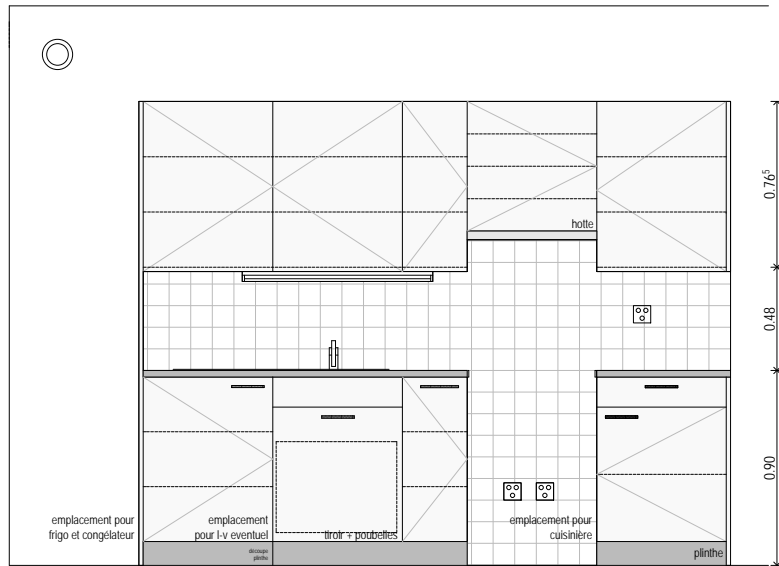 0.76⁵
hotte
0.48
0.90
emplacement pour
frigo et congélateur
emplacement
pour l-v eventuel
tiroir + poubelles
emplacement pour
cuisinière
découpe
plinthe
plinthe